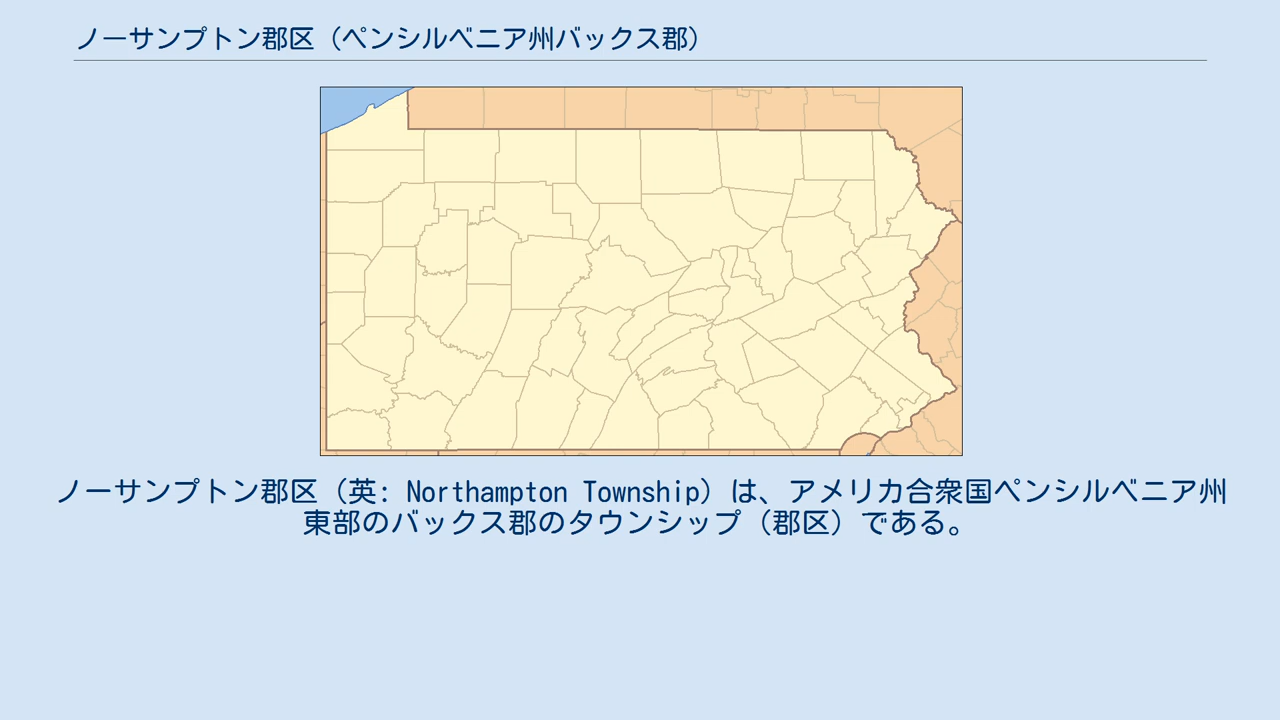 ノーサンプトン郡区（ペンシルベニア州バックス郡）
ノーサンプトン郡区（英: Northampton Township）は、アメリカ合衆国ペンシルベニア州
東部のバックス郡のタウンシップ（郡区）である。